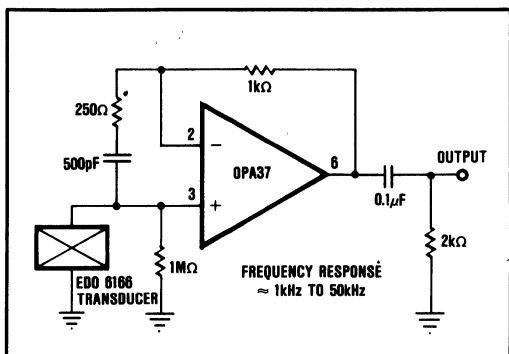 1kΩ
250Ω
500pF
2
3
6
OPA37
OUTPUT
0.1μF
2kΩ
1MΩ
EDO 6166
TRANSDUCER
FREQUENCY RESPONSE
≈ 1kHz TO 50kHz